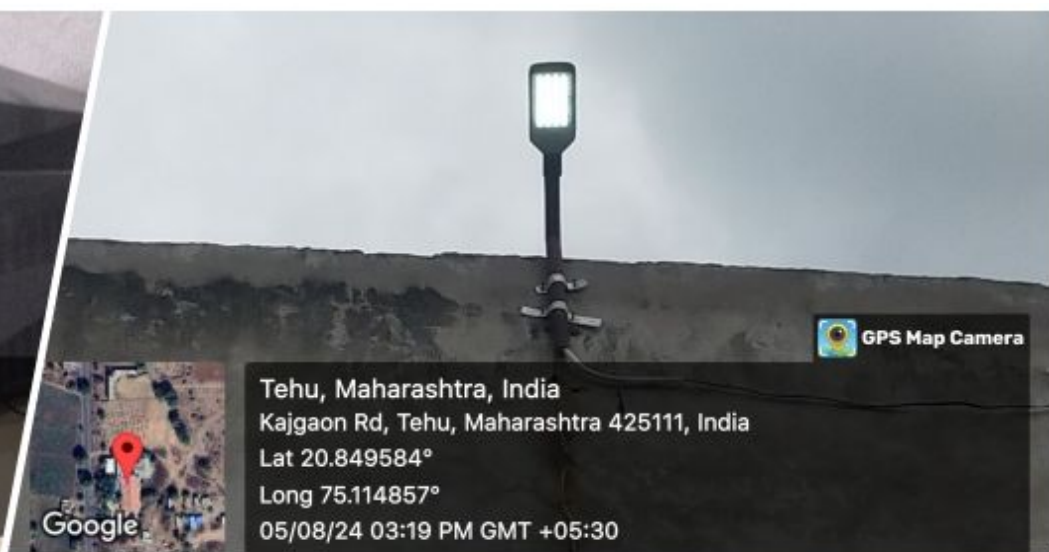 GPS Map Camera
Tehu, Maharashtra, India
Kajgaon Rd, Tehu, Maharashtra 425111, India
Lat 20.849584°
Long 75.114857°
05/08/24 03:19 PM GMT +05:30
Google